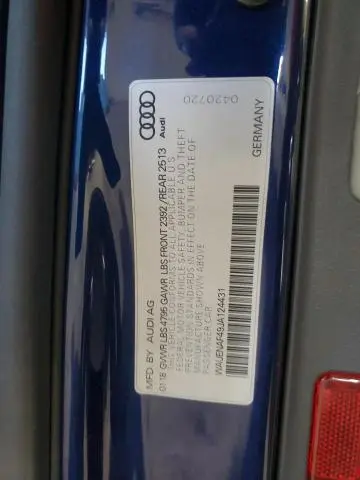 Audi
0420720
MFD BY AUDI AG
01.18 GVWR LBS 4795 GAWR LBS FRONT 2392 / REAR 2513
THIS VEHICLE CONFORMS TO ALL APPLICABLE U.S.
FEDERAL MOTOR VEHICLE SAFETY, BUMPER AND THEFT
PREVENTION STANDARDS IN EFFECT ON THE DATE OF
MANUFACTURE SHOWN ABOVE.
PASSENGER CAR
WAUENAF49JA124431
GERMANY